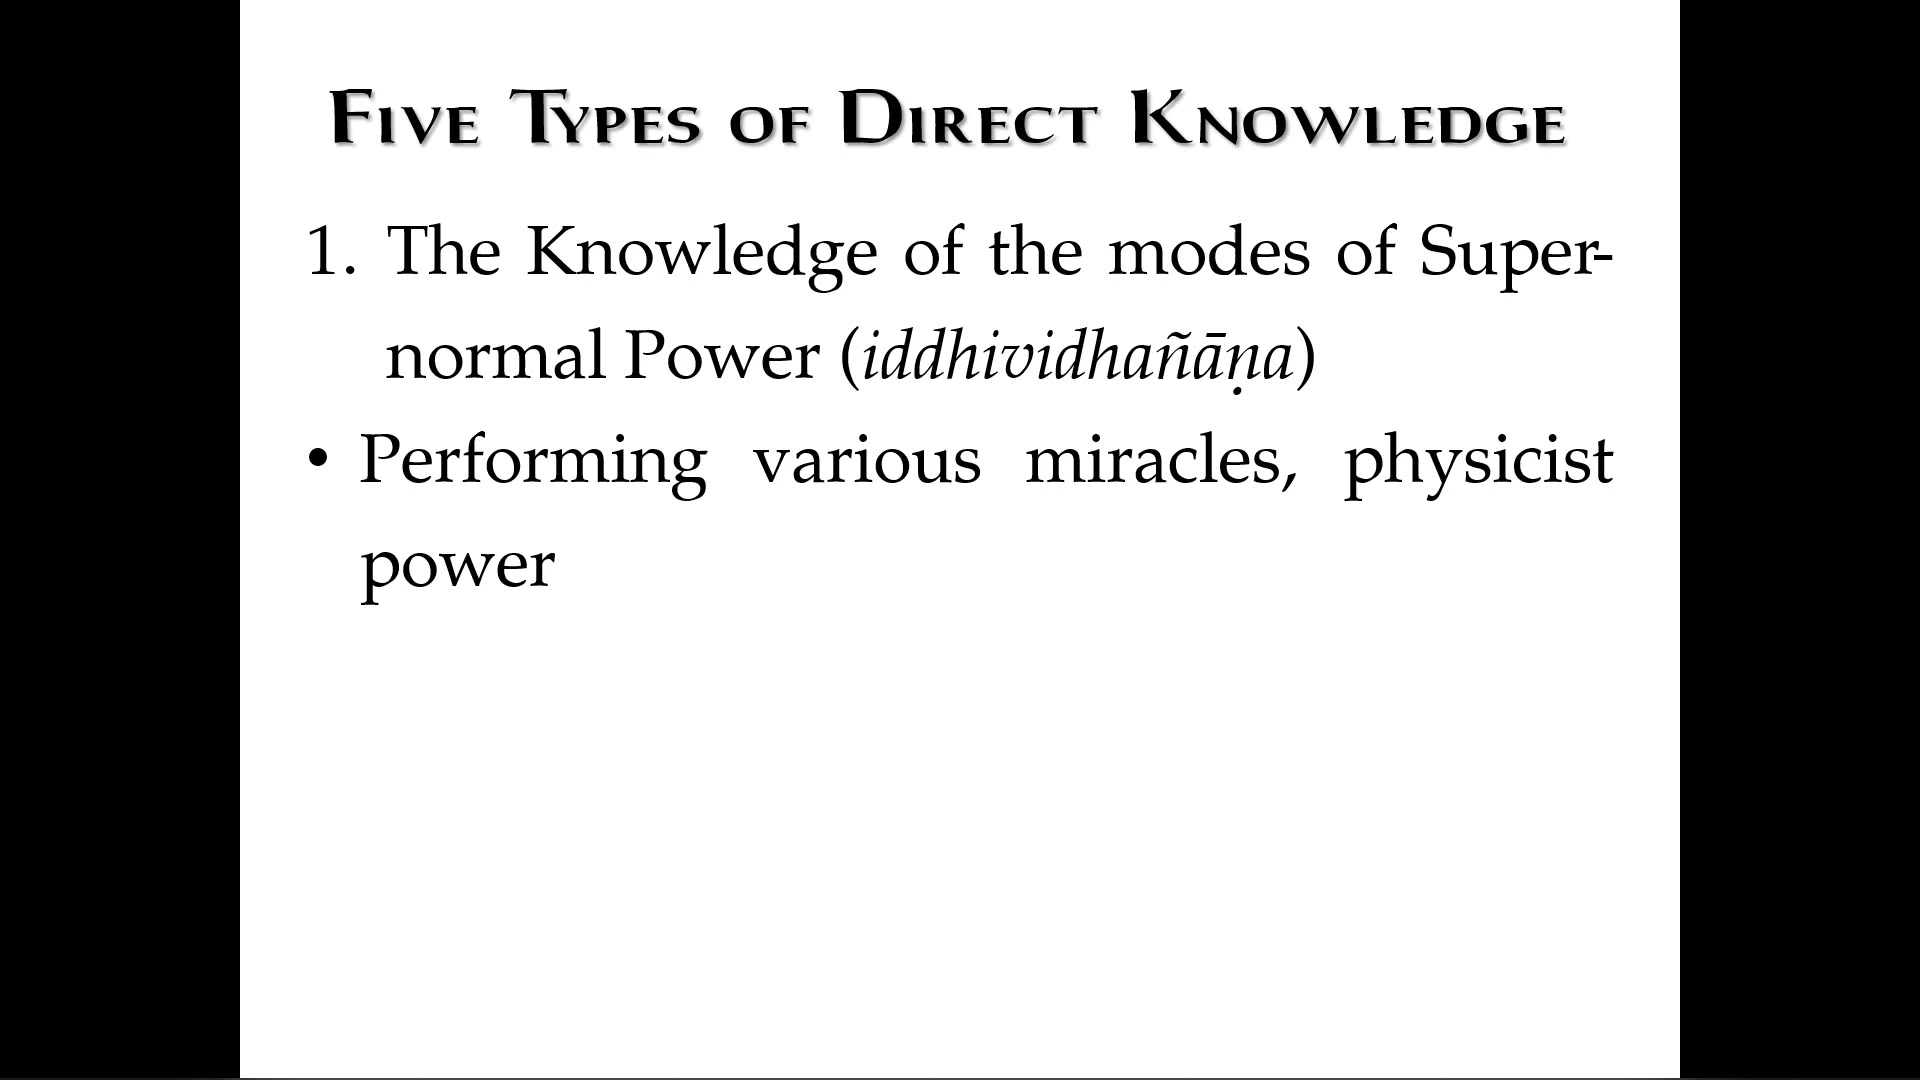 Five Types of Direct Knowledge
1. The Knowledge of the modes of Super-
normal Power (iddhividhañāṇa)
• Performing various miracles, physicist
power